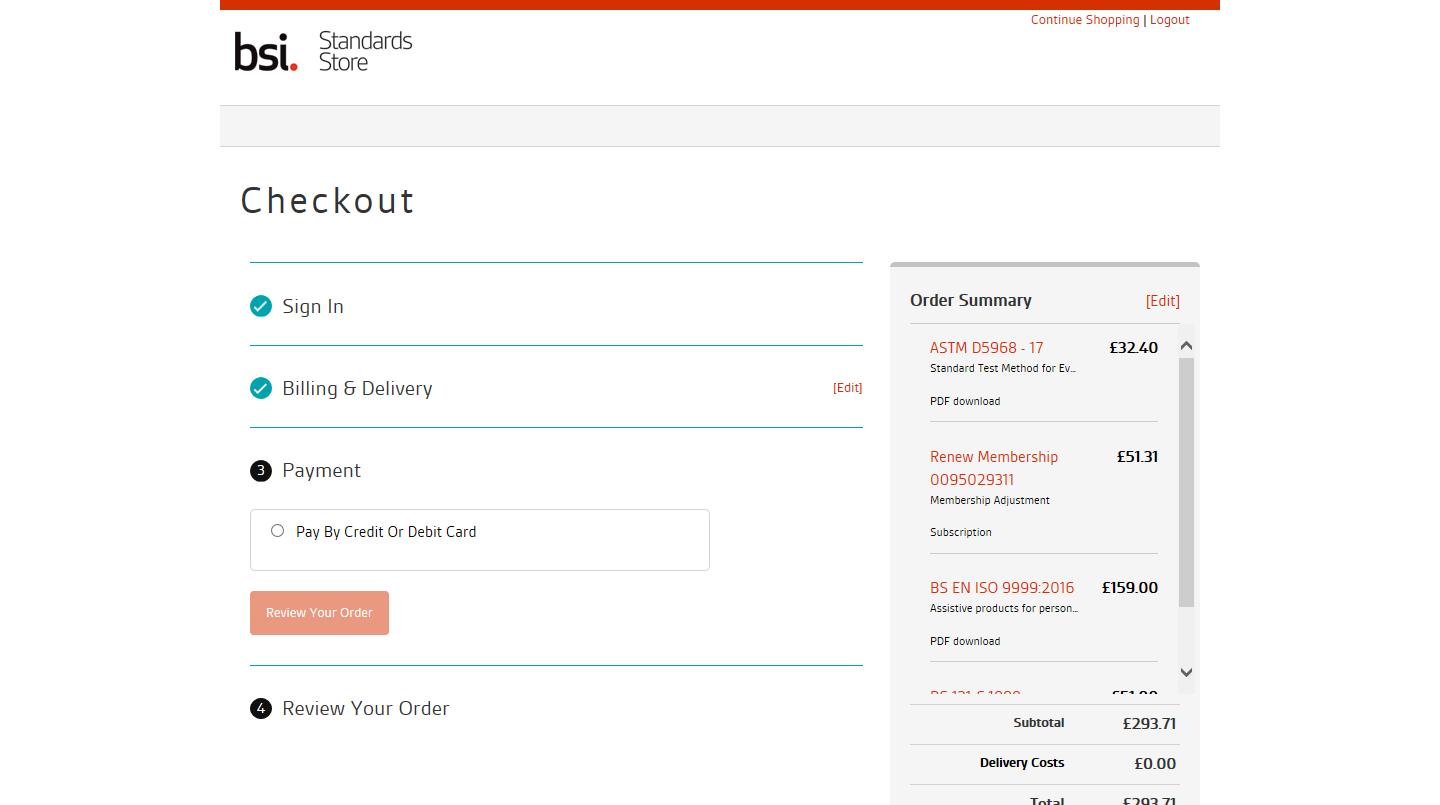 Continue Shopping | Logout
bsi. Standards
Store
Checkout
Sign In
Billing & Delivery [Edit]
3 Payment
Pay By Credit Or Debit Card
Review Your Order
4 Review Your Order
Order Summary [Edit]
ASTM D5968 - 17 £32.40
Standard Test Method for Ev...
PDF download
Renew Membership £51.31
0095029311
Membership Adjustment
Subscription
BS EN ISO 9999:2016 £159.00
Assistive products for person...
PDF download
Subtotal £293.71
Delivery Costs £0.00
Total £293.71